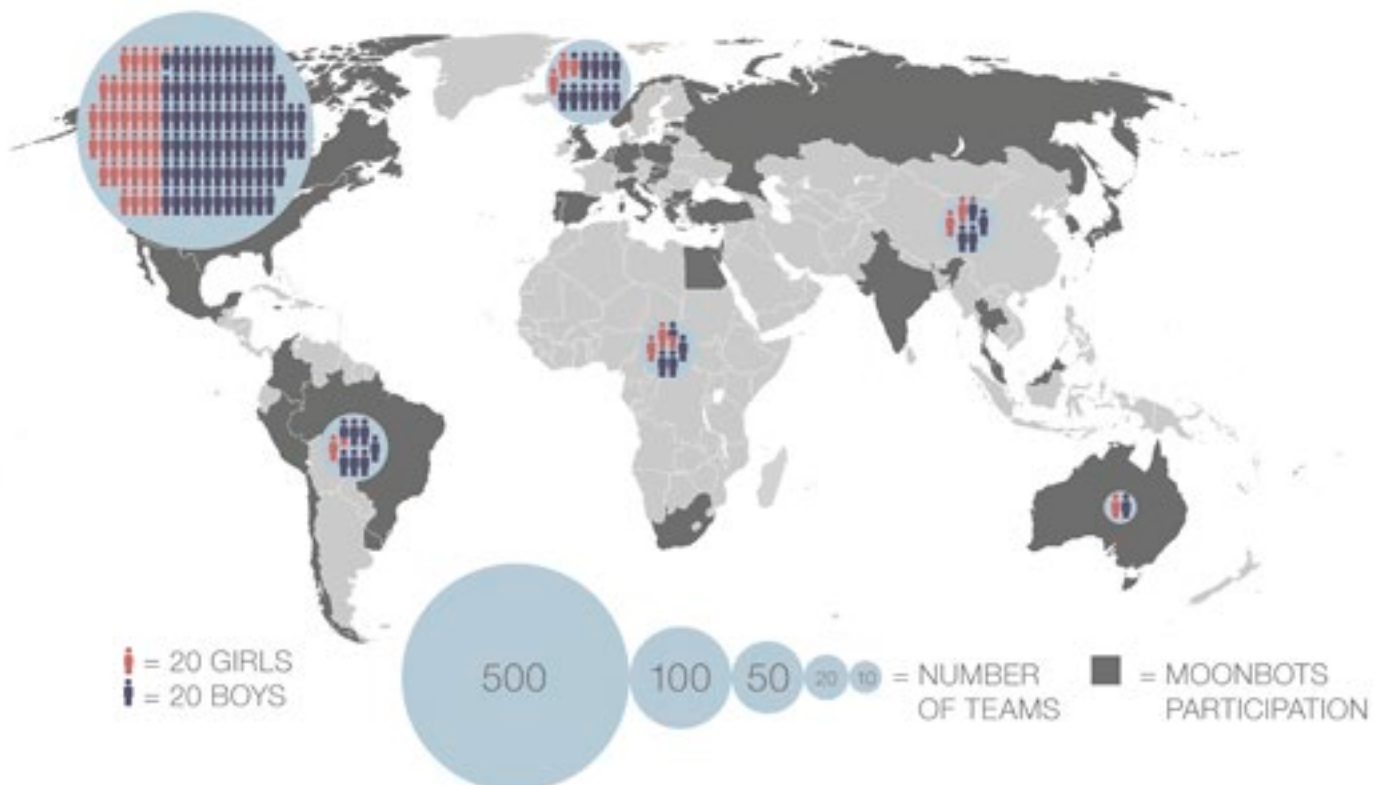 = 20 GIRLS
= 20 BOYS
500
100
50
20
10
= NUMBER
OF TEAMS
= MOONBOTS
PARTICIPATION